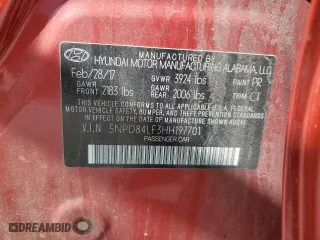 MANUFACTURED BY
HYUNDAI MOTOR MANUFACTURING ALABAMA, LLC
Feb/28/17 GVWR 3924 lbs PAINT PR
GAWR FRONT 2183 lbs GAWR REAR 2006 lbs TRIM CT
THIS VEHICLE CONFORMS TO ALL APPLICABLE U.S. FEDERAL
MOTOR VEHICLE SAFETY, BUMPER, AND THEFT PREVENTION
STANDARDS IN EFFECT ON THE DATE OF MANUFACTURE SHOWN ABOVE.
V.I.N 5NPD84LF3HH197701
PASSENGER CAR